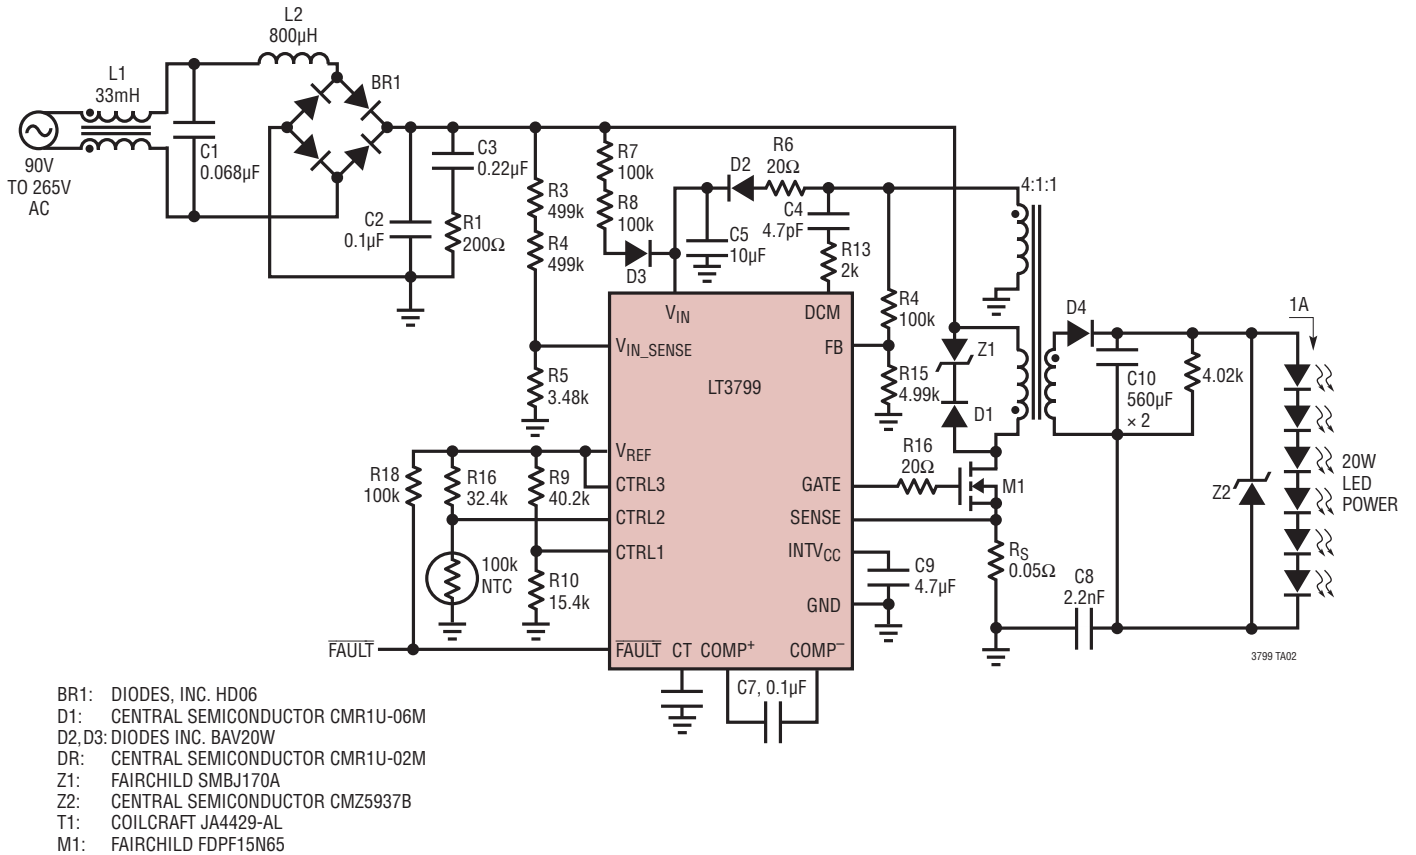 L2
800µH
L1
33mH
BR1
90V
TO 265V
AC
C1
0.068µF
C3
0.22µF
C2
0.1µF
R1
200Ω
R3
499k
R4
499k
R7
100k
R8
100k
D3
D2
R6
20Ω
C5
10µF
C4
4.7pF
R13
2k
4:1:1
R4
100k
R15
4.99k
Z1
D1
D4
1A
C10
560µF
× 2
4.02k
Z2
20W
LED
POWER
VIN
DCM
VIN_SENSE
FB
LT3799
R5
3.48k
VREF
CTRL3
CTRL2
CTRL1
GATE
SENSE
INTVCC
GND
R18
100k
R16
32.4k
R9
40.2k
100k
NTC
R10
15.4k
R16
20Ω
M1
RS
0.05Ω
C9
4.7µF
C8
2.2nF
FAULT
FAULT
CT
COMP+
COMP–
C7, 0.1µF
3799 TA02
BR1: DIODES, INC. HD06
D1: CENTRAL SEMICONDUCTOR CMR1U-06M
D2,D3: DIODES INC. BAV20W
DR: CENTRAL SEMICONDUCTOR CMR1U-02M
Z1: FAIRCHILD SMBJ170A
Z2: CENTRAL SEMICONDUCTOR CMZ5937B
T1: COILCRAFT JA4429-AL
M1: FAIRCHILD FDPF15N65